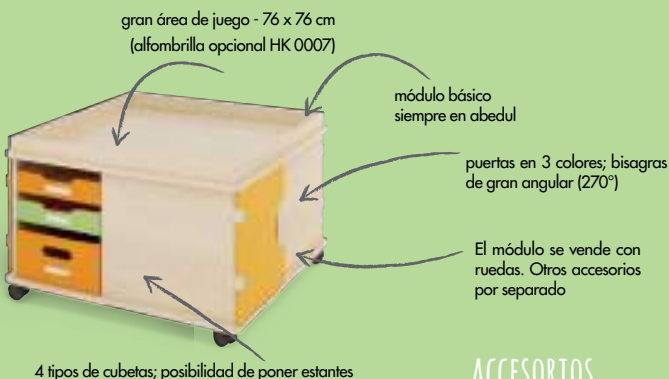 gran área de juego - 76 x 76 cm
(alfombrilla opcional HK 0007)
módulo básico
siempre en abedul
puertas en 3 colores; bisagras
de gran angular (270°)
El módulo se vende con
ruedas. Otros accesorios
por separado
4 tipos de cubetas; posibilidad de poner estantes
ACCESORIOS